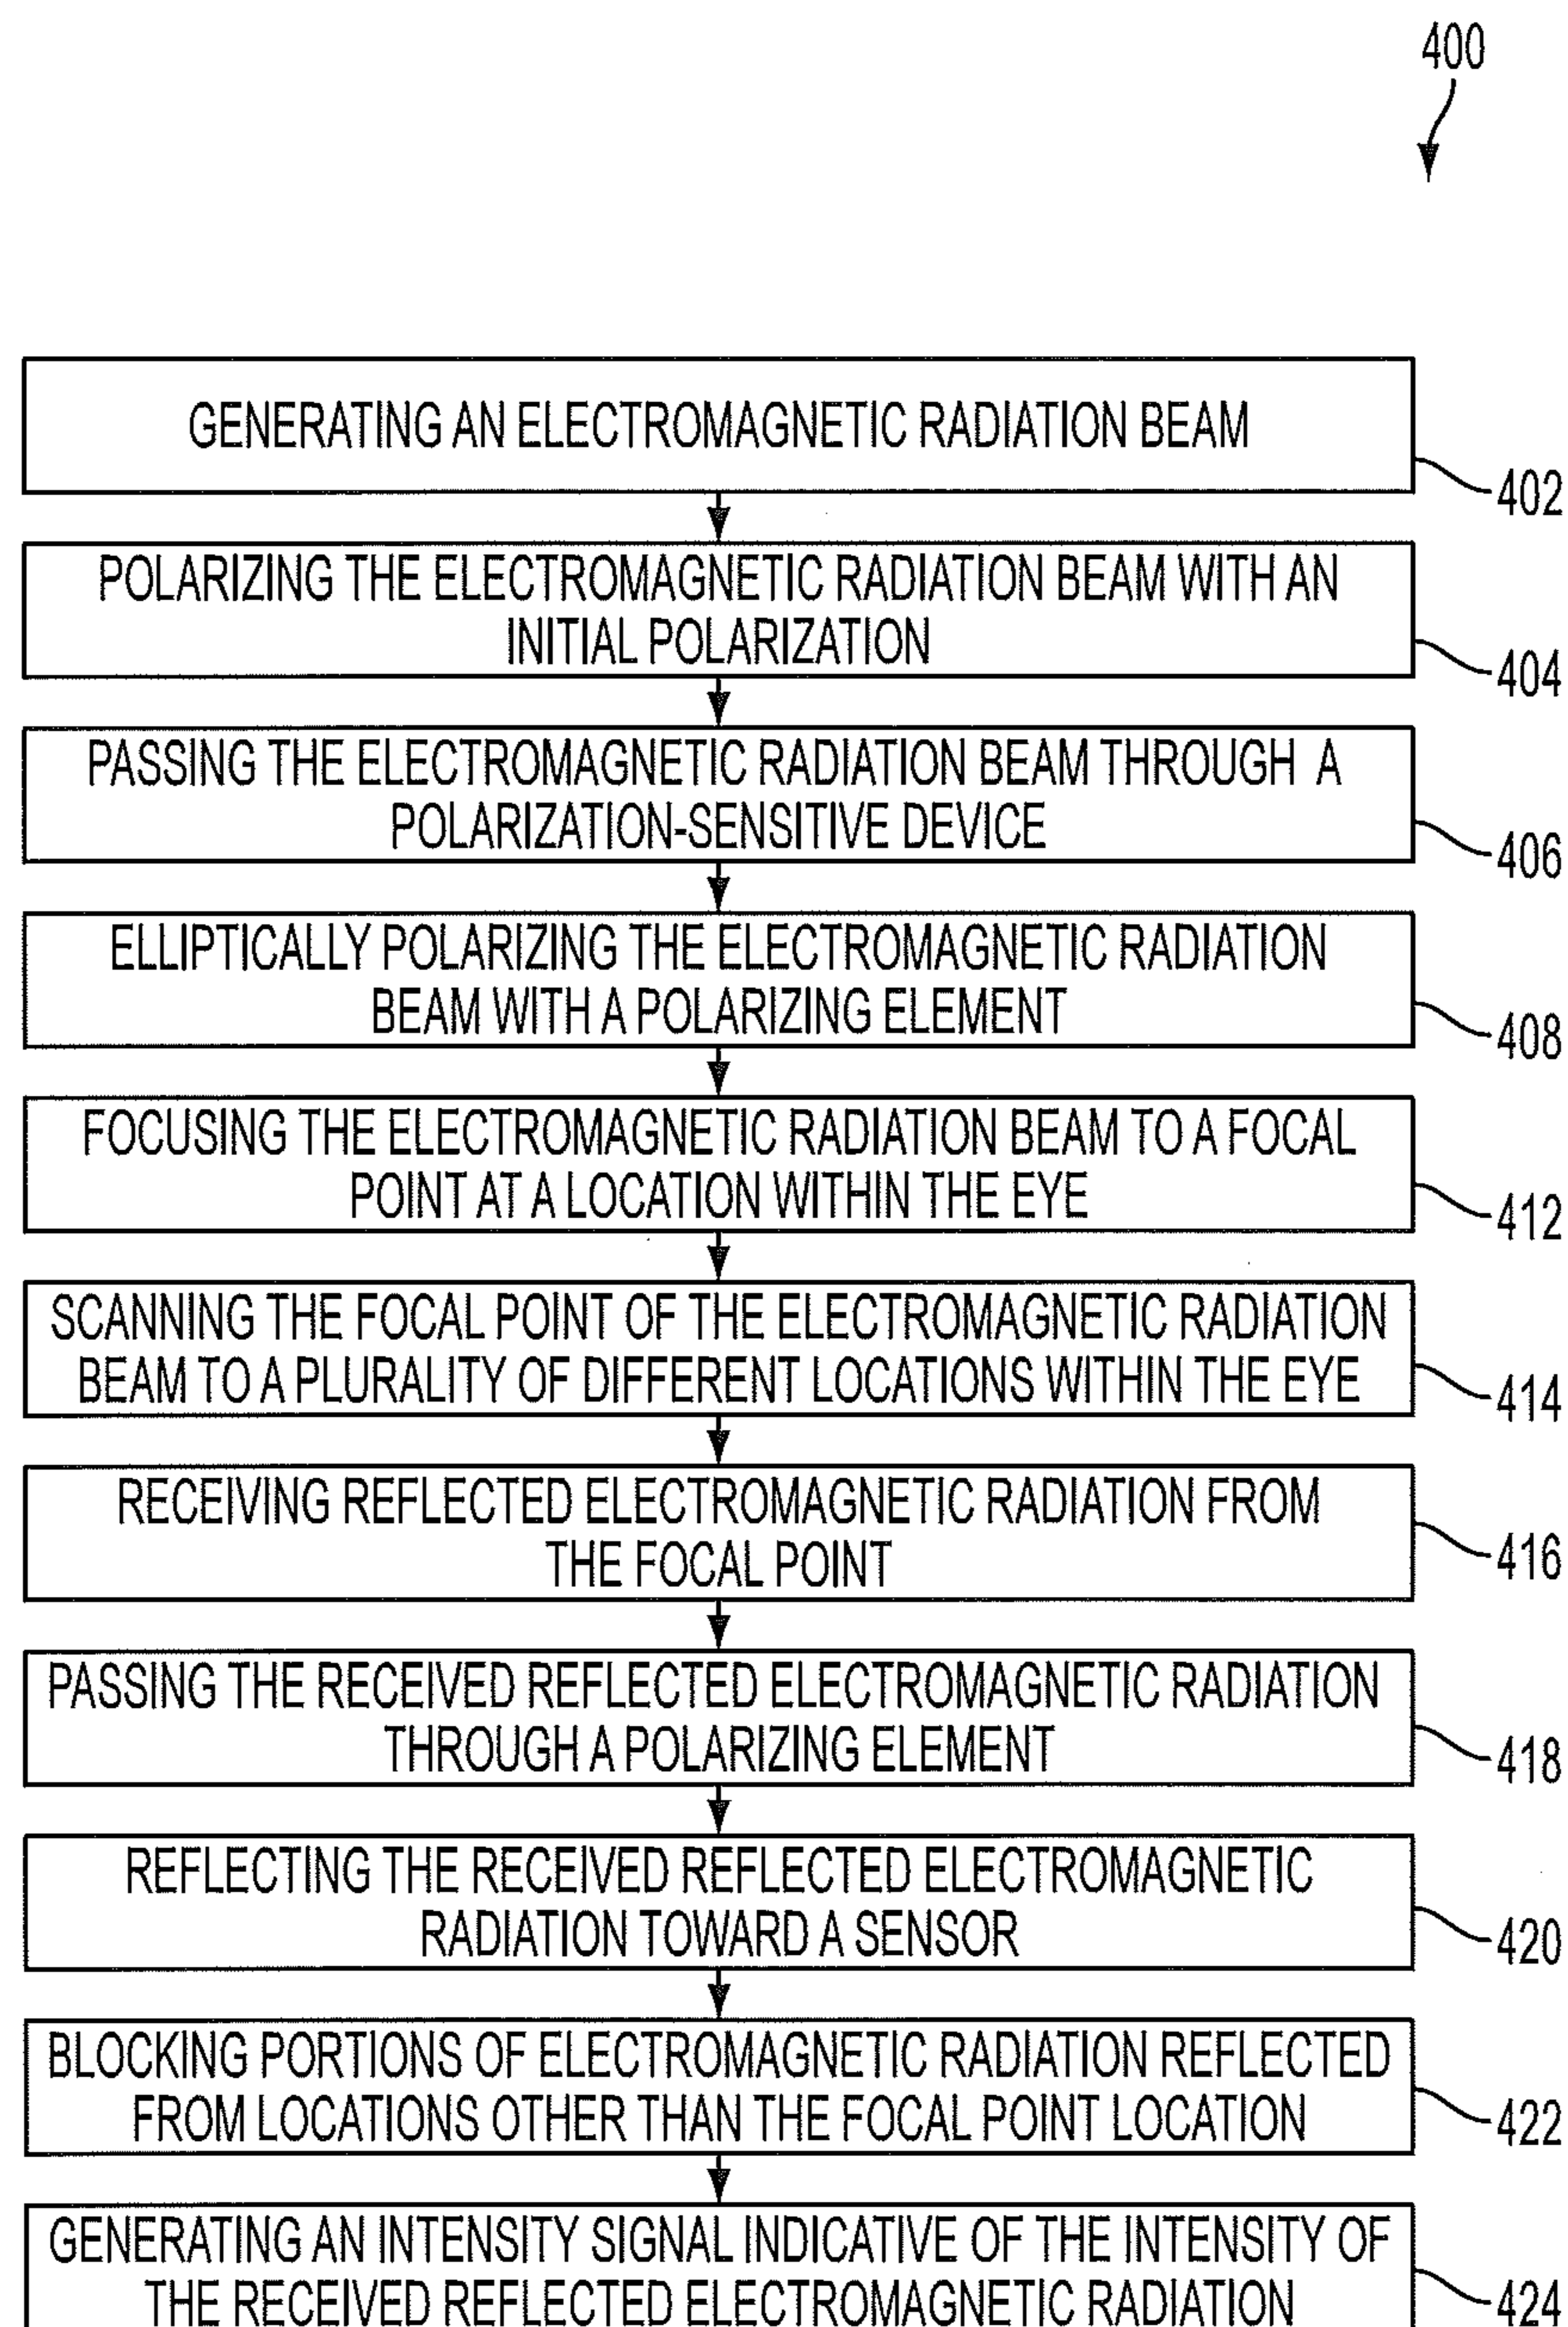 400
GENERATING AN ELECTROMAGNETIC RADIATION BEAM
402
POLARIZING THE ELECTROMAGNETIC RADIATION BEAM WITH AN
INITIAL POLARIZATION
404
PASSING THE ELECTROMAGNETIC RADIATION BEAM THROUGH A
POLARIZATION-SENSITIVE DEVICE
406
ELLIPTICALLY POLARIZING THE ELECTROMAGNETIC RADIATION
BEAM WITH A POLARIZING ELEMENT
408
FOCUSING THE ELECTROMAGNETIC RADIATION BEAM TO A FOCAL
POINT AT A LOCATION WITHIN THE EYE
412
SCANNING THE FOCAL POINT OF THE ELECTROMAGNETIC RADIATION
BEAM TO A PLURALITY OF DIFFERENT LOCATIONS WITHIN THE EYE
414
RECEIVING REFLECTED ELECTROMAGNETIC RADIATION FROM
THE FOCAL POINT
416
PASSING THE RECEIVED REFLECTED ELECTROMAGNETIC RADIATION
THROUGH A POLARIZING ELEMENT
418
REFLECTING THE RECEIVED REFLECTED ELECTROMAGNETIC
RADIATION TOWARD A SENSOR
420
BLOCKING PORTIONS OF ELECTROMAGNETIC RADIATION REFLECTED
FROM LOCATIONS OTHER THAN THE FOCAL POINT LOCATION
422
GENERATING AN INTENSITY SIGNAL INDICATIVE OF THE INTENSITY OF
THE RECEIVED REFLECTED ELECTROMAGNETIC RADIATION
424